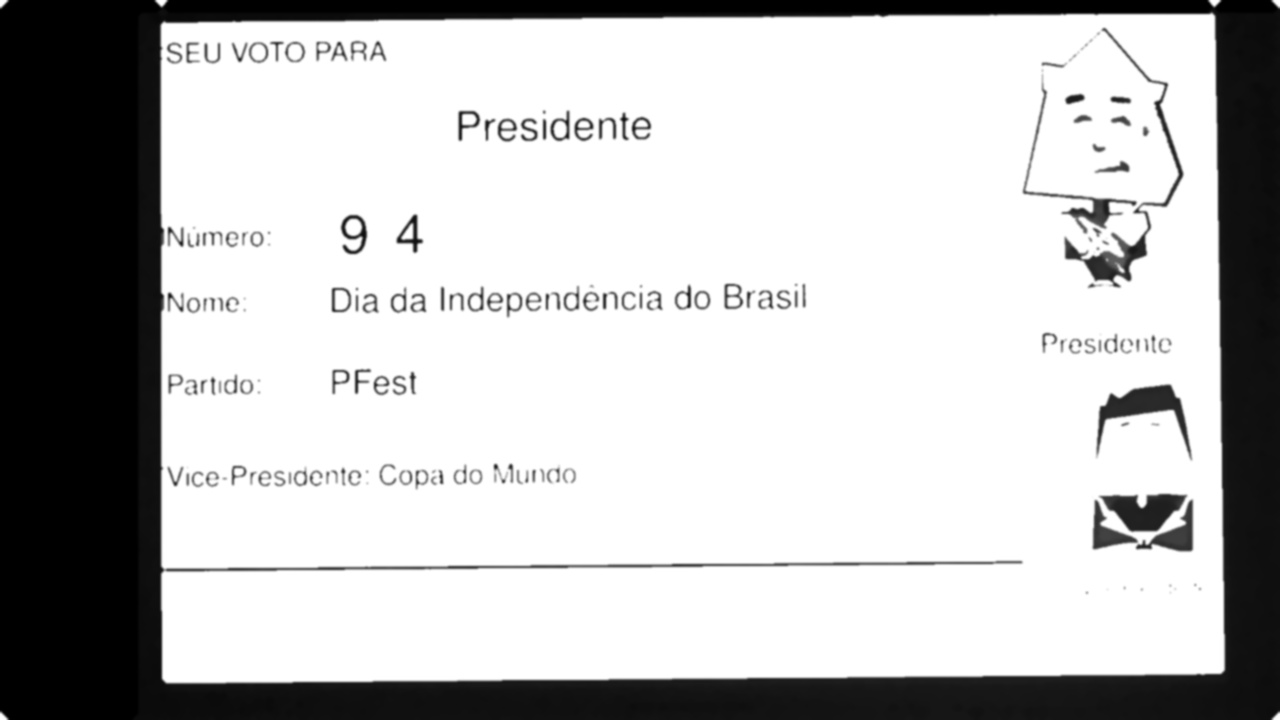 SEU VOTO PARA
Presidente
Número: 9 4
Nome: Dia da Independência do Brasil
Partido: PFest
Presidente
Vice-Presidente: Copa do Mundo